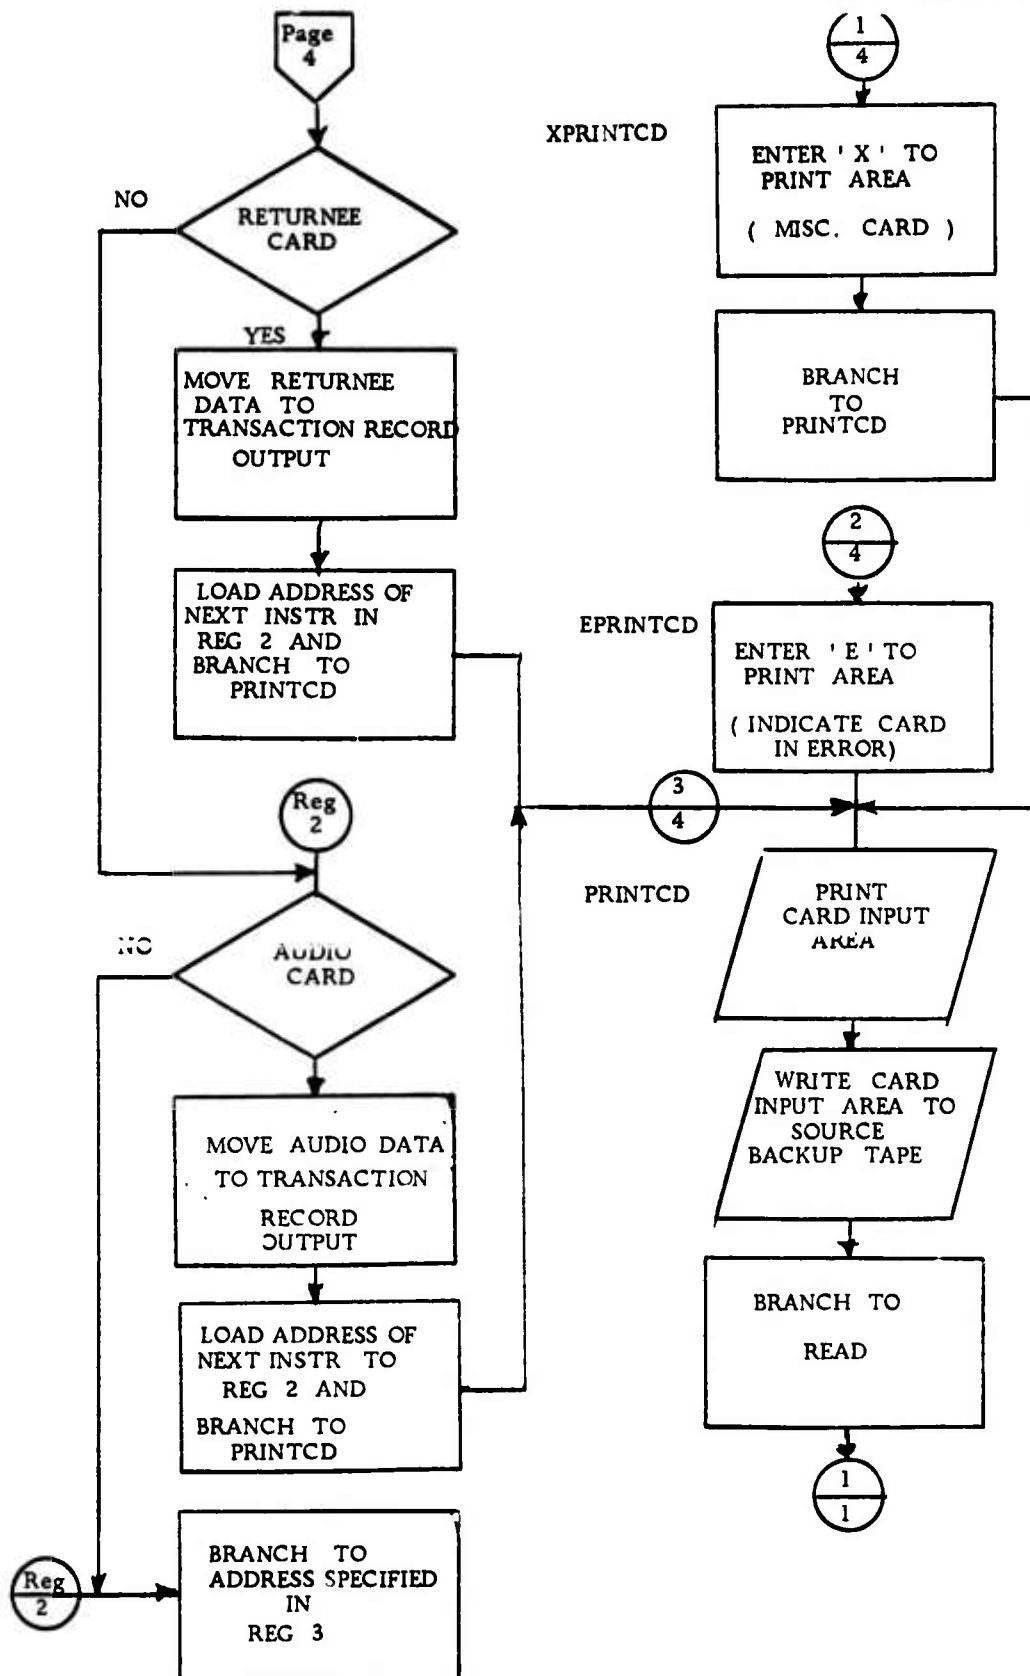 Page
4
NO
RETURNEE
CARD
YES
MOVE RETURNEE
DATA TO
TRANSACTION RECORD
OUTPUT
LOAD ADDRESS OF
NEXT INSTR IN
REG 2 AND
BRANCH TO
PRINTCD
Reg
2
NO
AUDIO
CARD
MOVE AUDIO DATA
TO TRANSACTION
RECORD
OUTPUT
LOAD ADDRESS OF
NEXT INSTR TO
REG 2 AND
BRANCH TO
PRINTCD
Reg
2
BRANCH TO
ADDRESS SPECIFIED
IN
REG 3
1
4
XPRINTCD
ENTER ' X ' TO
PRINT AREA
( MISC. CARD )
BRANCH
TO
PRINTCD
2
4
EPRINTCD
ENTER ' E ' TO
PRINT AREA
( INDICATE CARD
IN ERROR)
3
4
PRINTCD
PRINT
CARD INPUT
AREA
WRITE CARD
INPUT AREA TO
SOURCE
BACKUP TAPE
BRANCH TO
READ
1
1